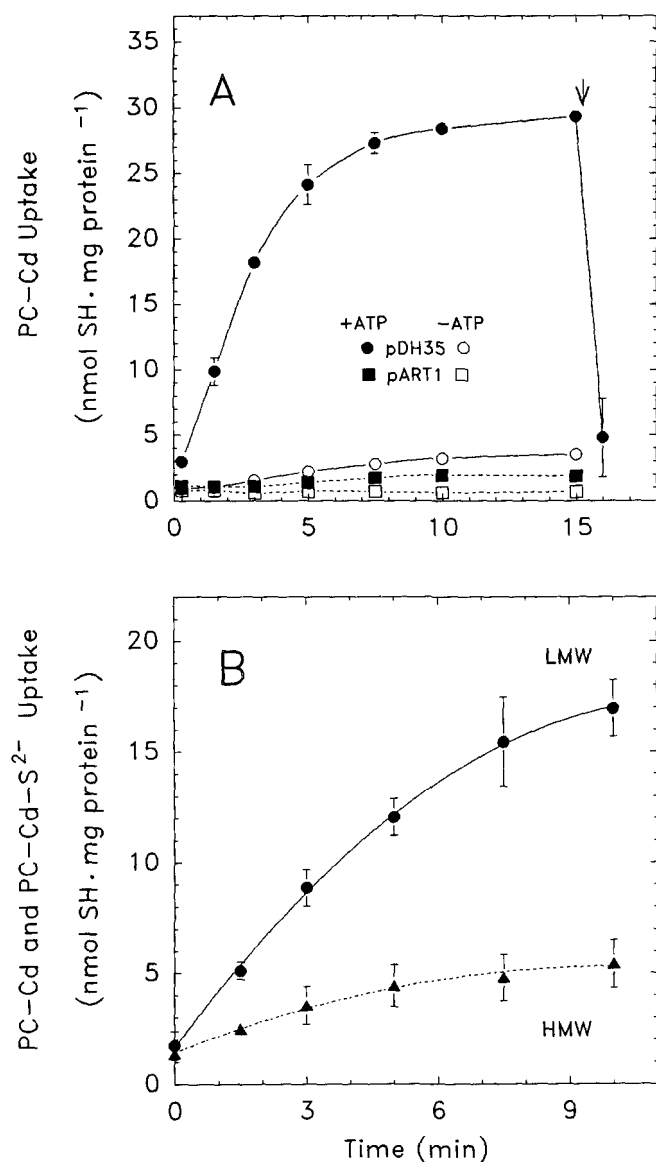 A
PC-Cd Uptake
(nmol SH · mg protein ⁻¹)
35
30
25
20
15
10
5
0
+ATP -ATP
● pDH35 ○
■ pART1 □
0 5 10 15
B
PC-Cd and PC-Cd-S²⁻ Uptake
(nmol SH · mg protein ⁻¹)
20
15
10
5
0
LMW
HMW
0 3 6 9
Time (min)